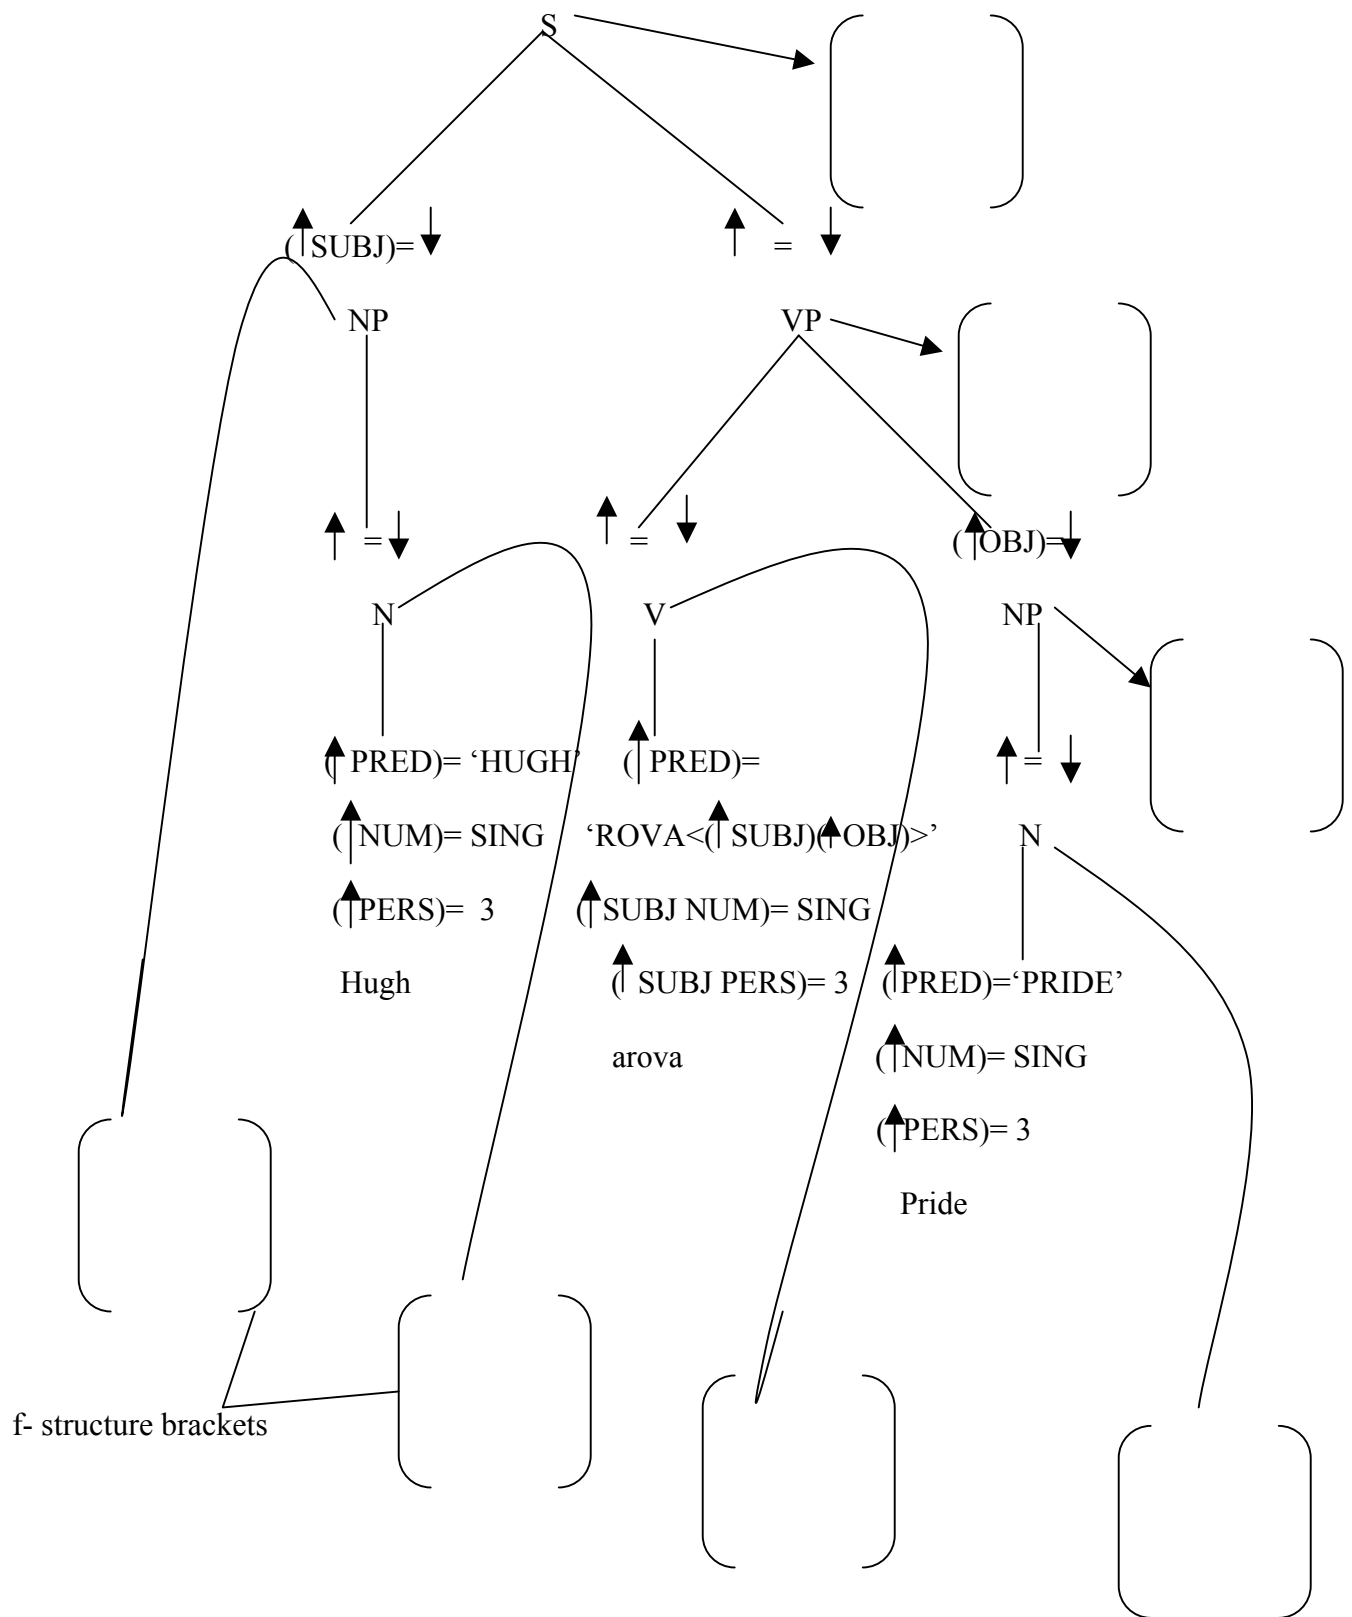 S
(↑SUBJ)=↓
↑ = ↓
NP
VP
↑ =↓
↑ = ↓
(↑OBJ)=↓
N
V
NP
(↑ PRED)= ‘HUGH’
(↑ PRED)=
↑ = ↓
(↑NUM)= SING
‘ROVA<(↑ SUBJ)(↑OBJ)>’
N
(↑PERS)= 3
(↑SUBJ NUM)= SING
Hugh
(↑ SUBJ PERS)= 3
(↑PRED)=‘PRIDE’
arova
(↑NUM)= SING
(↑PERS)= 3
Pride
f- structure brackets